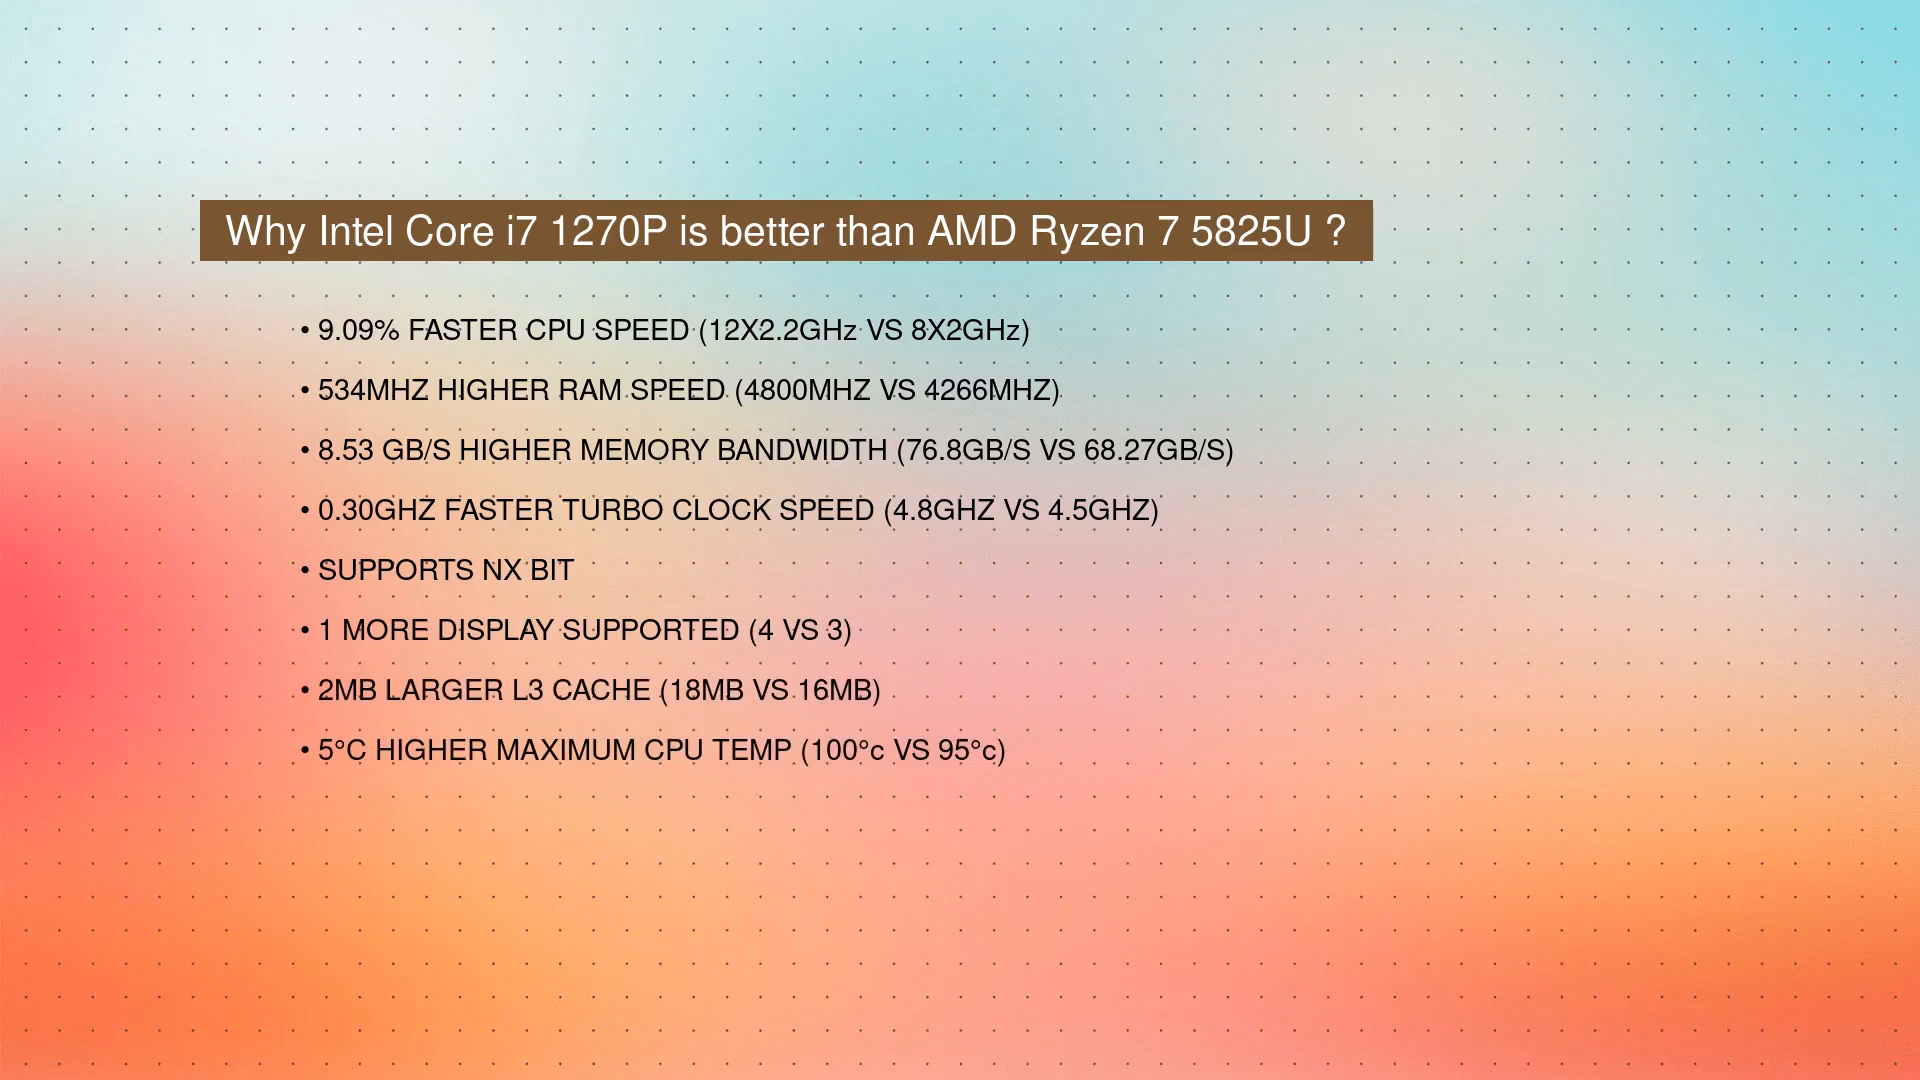 Why Intel Core i7 1270P is better than AMD Ryzen 7 5825U ?
• 9.09% FASTER CPU SPEED (12X2.2GHz VS 8X2GHz)
• 534MHZ HIGHER RAM SPEED (4800MHZ VS 4266MHZ)
• 8.53 GB/S HIGHER MEMORY BANDWIDTH (76.8GB/S VS 68.27GB/S)
• 0.30GHZ FASTER TURBO CLOCK SPEED (4.8GHZ VS 4.5GHZ)
• SUPPORTS NX BIT
• 1 MORE DISPLAY SUPPORTED (4 VS 3)
• 2MB LARGER L3 CACHE (18MB VS 16MB)
• 5°C HIGHER MAXIMUM CPU TEMP (100°c VS 95°c)